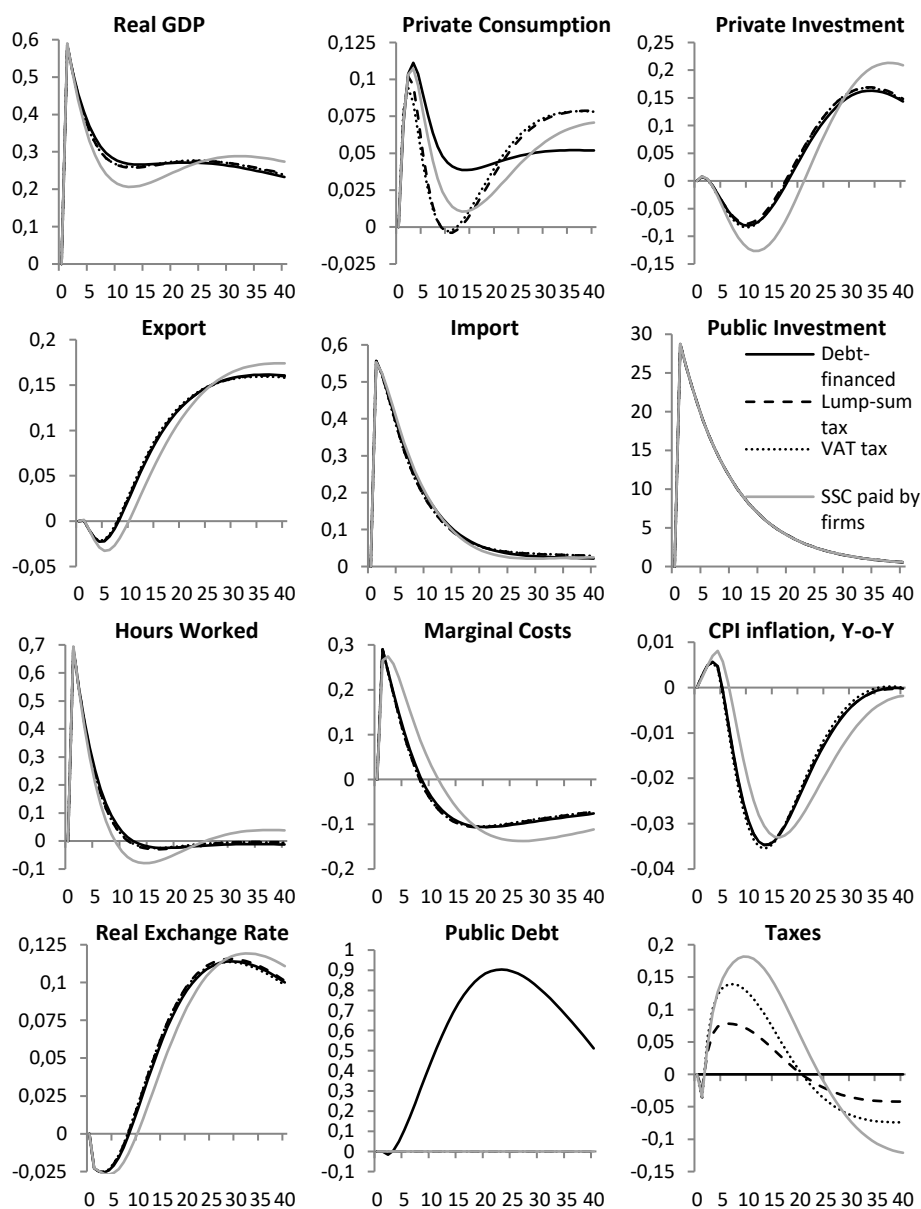 Real GDP
0,6
0,5
0,4
0,3
0,2
0,1
0
0 5 10 15 20 25 30 35 40
Private Consumption
0,125
0,1
0,075
0,05
0,025
0
-0,025
0 5 10 15 20 25 30 35 40
Private Investment
0,25
0,2
0,15
0,1
0,05
0
-0,05
-0,1
-0,15
0 5 10 15 20 25 30 35 40
Export
0,2
0,15
0,1
0,05
0
-0,05
0 5 10 15 20 25 30 35 40
Import
0,6
0,5
0,4
0,3
0,2
0,1
0
0 5 10 15 20 25 30 35 40
Public Investment
30
25
20
15
10
5
0
Debt-
financed
Lump-sum
tax
VAT tax
SSC paid by
firms
0 5 10 15 20 25 30 35 40
Hours Worked
0,7
0,6
0,5
0,4
0,3
0,2
0,1
0
-0,1
0 5 10 15 20 25 30 35 40
Marginal Costs
0,3
0,2
0,1
0
-0,1
-0,2
0 5 10 15 20 25 30 35 40
CPI inflation, Y-o-Y
0,01
0
-0,01
-0,02
-0,03
-0,04
0 5 10 15 20 25 30 35 40
Real Exchange Rate
0,125
0,1
0,075
0,05
0,025
0
-0,025
0 5 10 15 20 25 30 35 40
Public Debt
1
0,9
0,8
0,7
0,6
0,5
0,4
0,3
0,2
0,1
0
-0,1
0 5 10 15 20 25 30 35 40
Taxes
0,2
0,15
0,1
0,05
0
-0,05
-0,1
-0,15
0 5 10 15 20 25 30 35 40